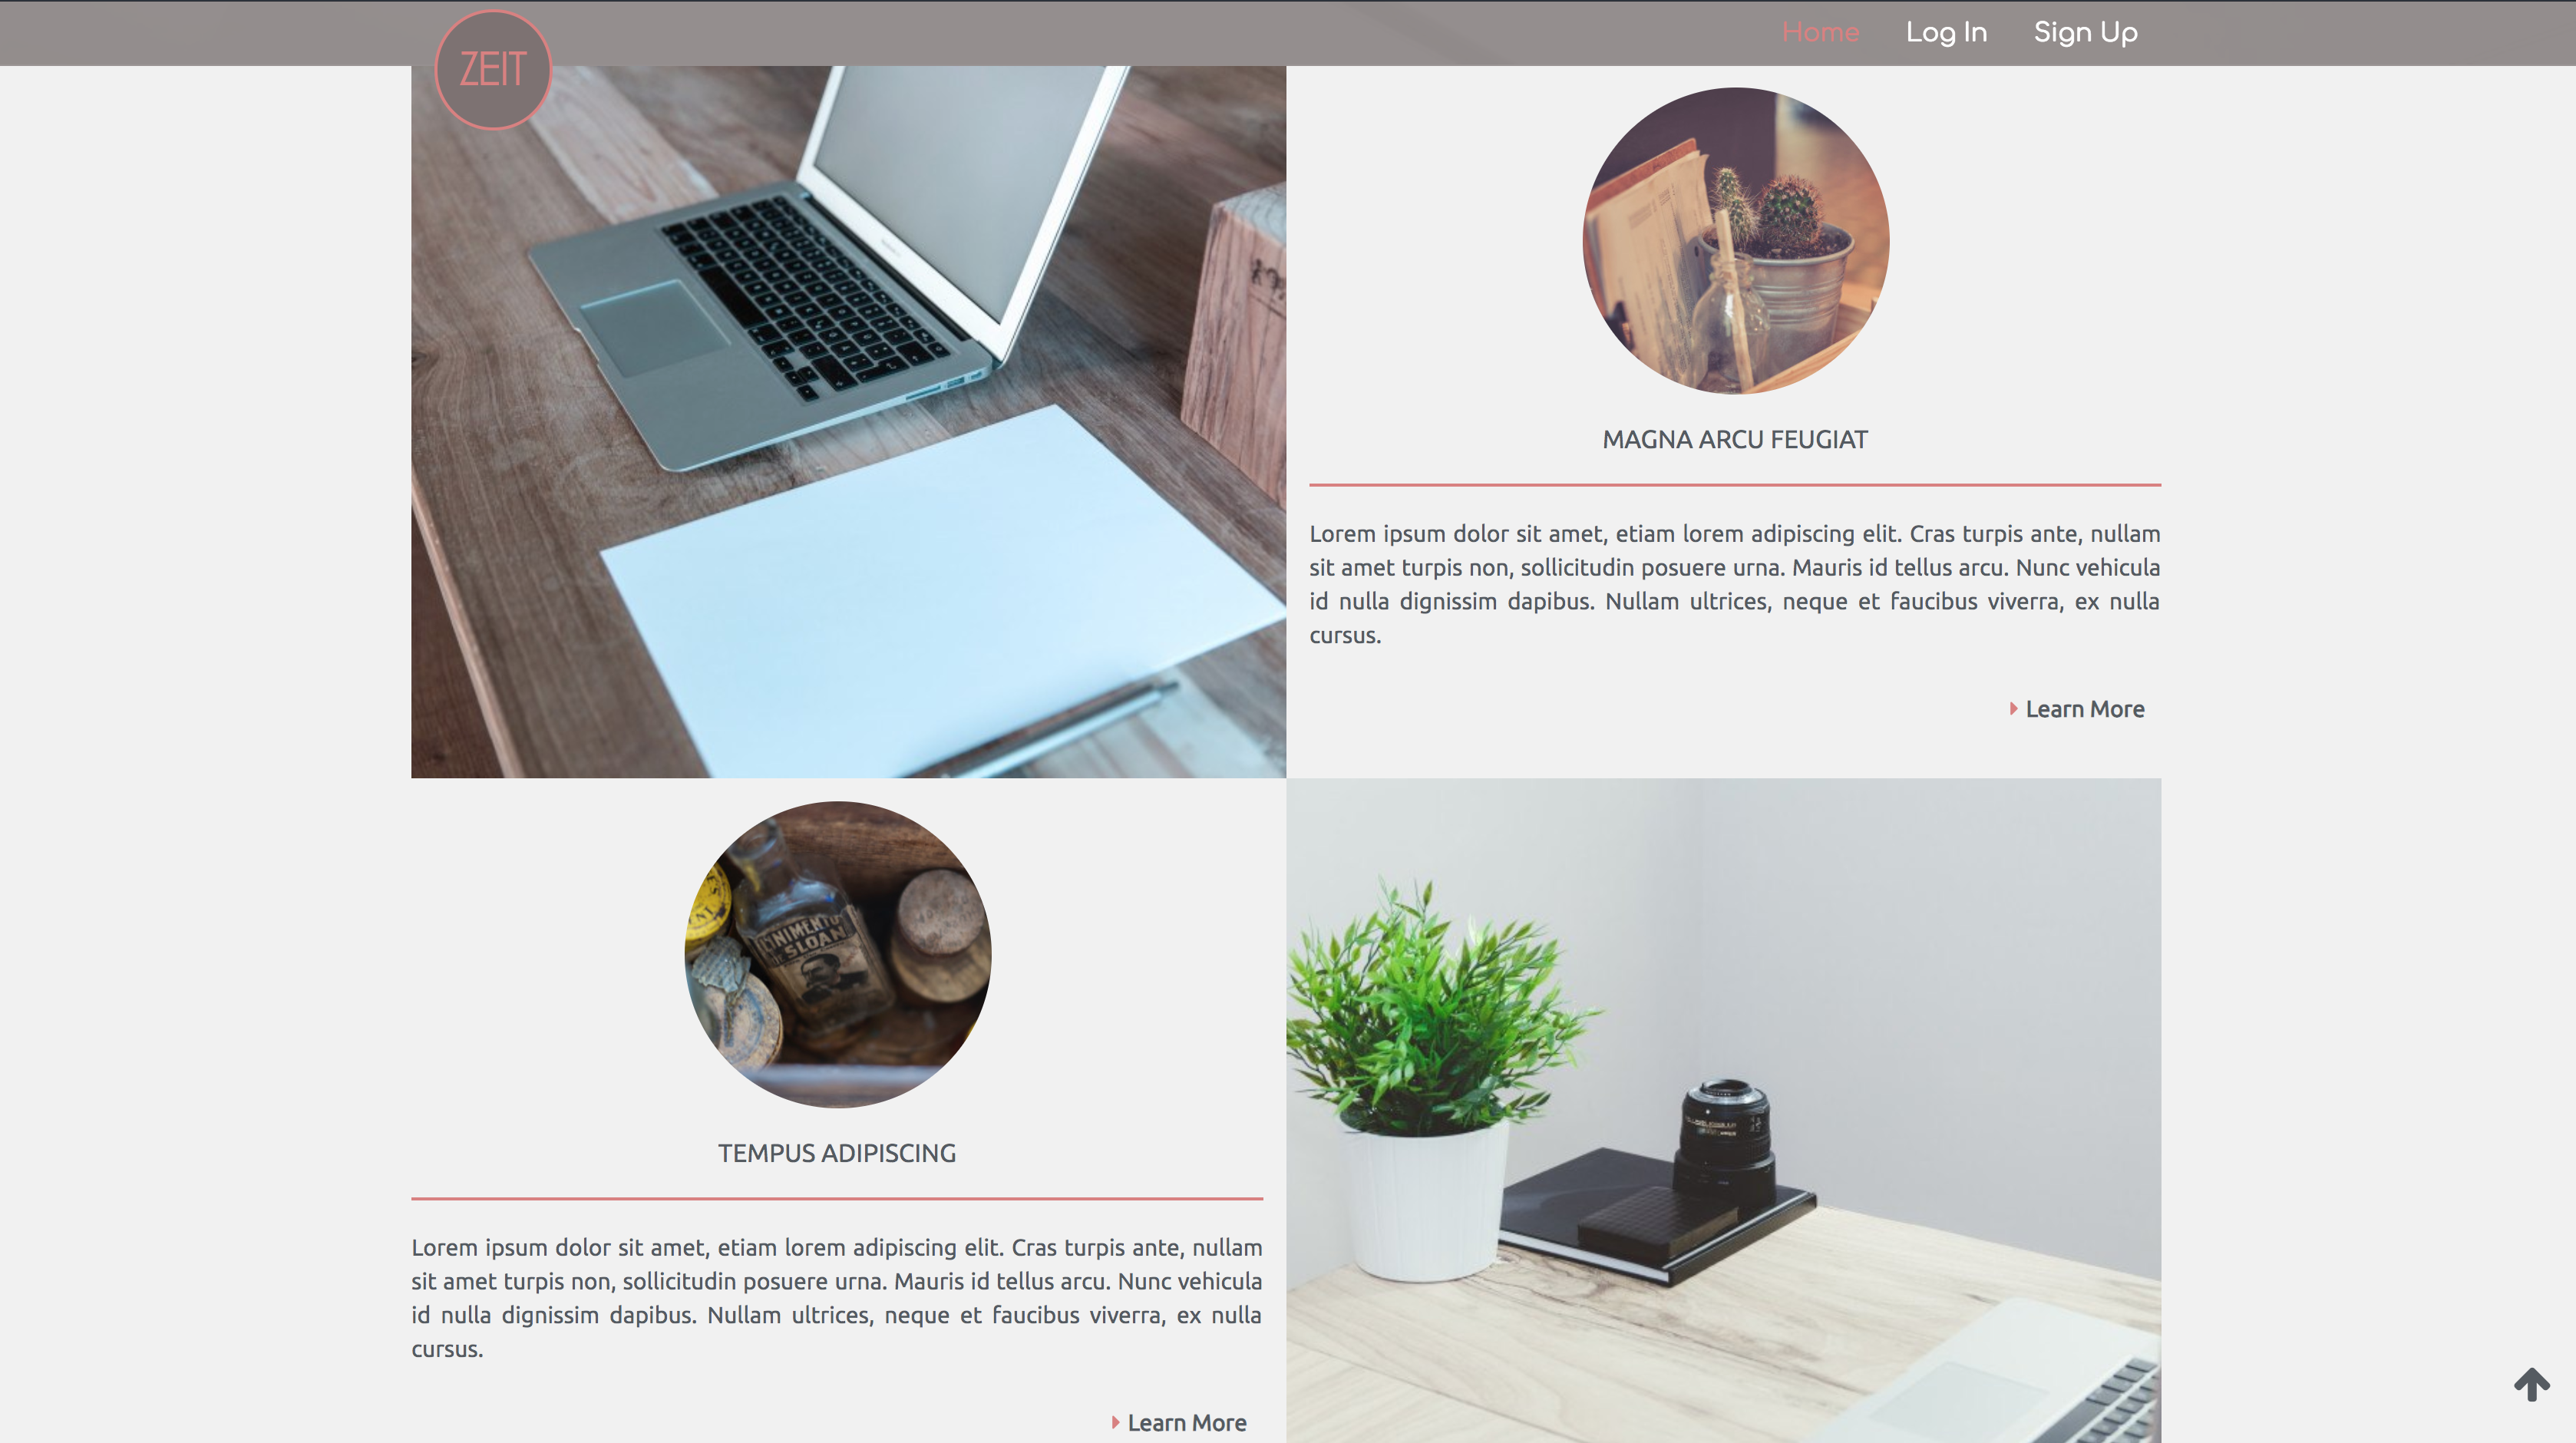 ZEIT
Home
Log In
Sign Up
MAGNA ARCU FEUGIAT
Lorem ipsum dolor sit amet, etiam lorem adipiscing elit. Cras turpis ante, nullam
sit amet turpis non, sollicitudin posuere urna. Mauris id tellus arcu. Nunc vehicula
id nulla dignissim dapibus. Nullam ultrices, neque et faucibus viverra, ex nulla
cursus.
Learn More
SLOAN
TEMPUS ADIPISCING
Lorem ipsum dolor sit amet, etiam lorem adipiscing elit. Cras turpis ante, nullam
sit amet turpis non, sollicitudin posuere urna. Mauris id tellus arcu. Nunc vehicula
id nulla dignissim dapibus. Nullam ultrices, neque et faucibus viverra, ex nulla
cursus.
Learn More